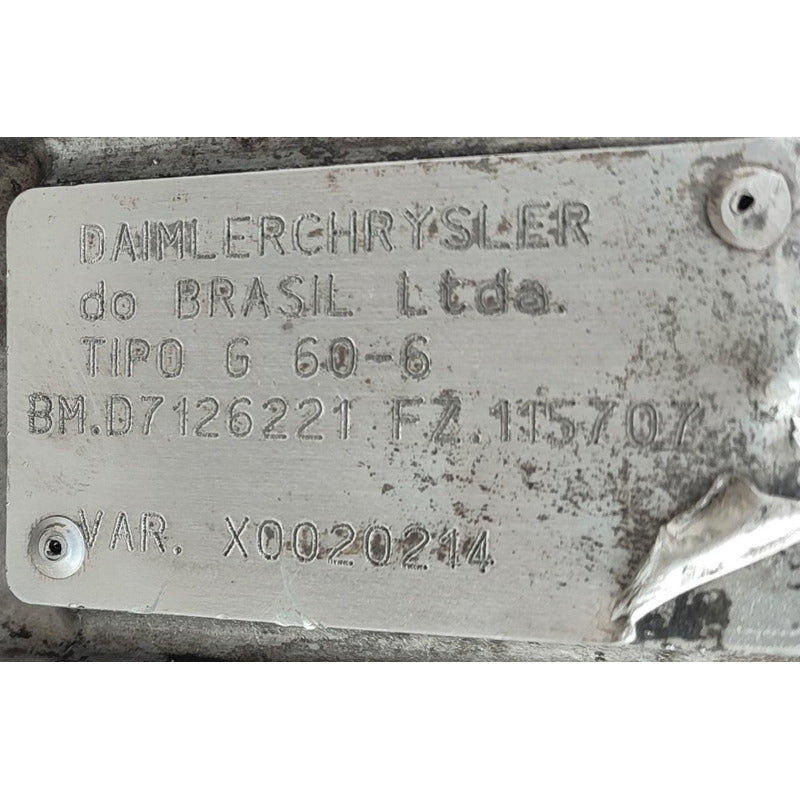 DAIMLERCHRYSLER
do BRASIL Ltda.
TIPO G 60-6
BM.D7126221 FZ.115707
VAR. X0020214